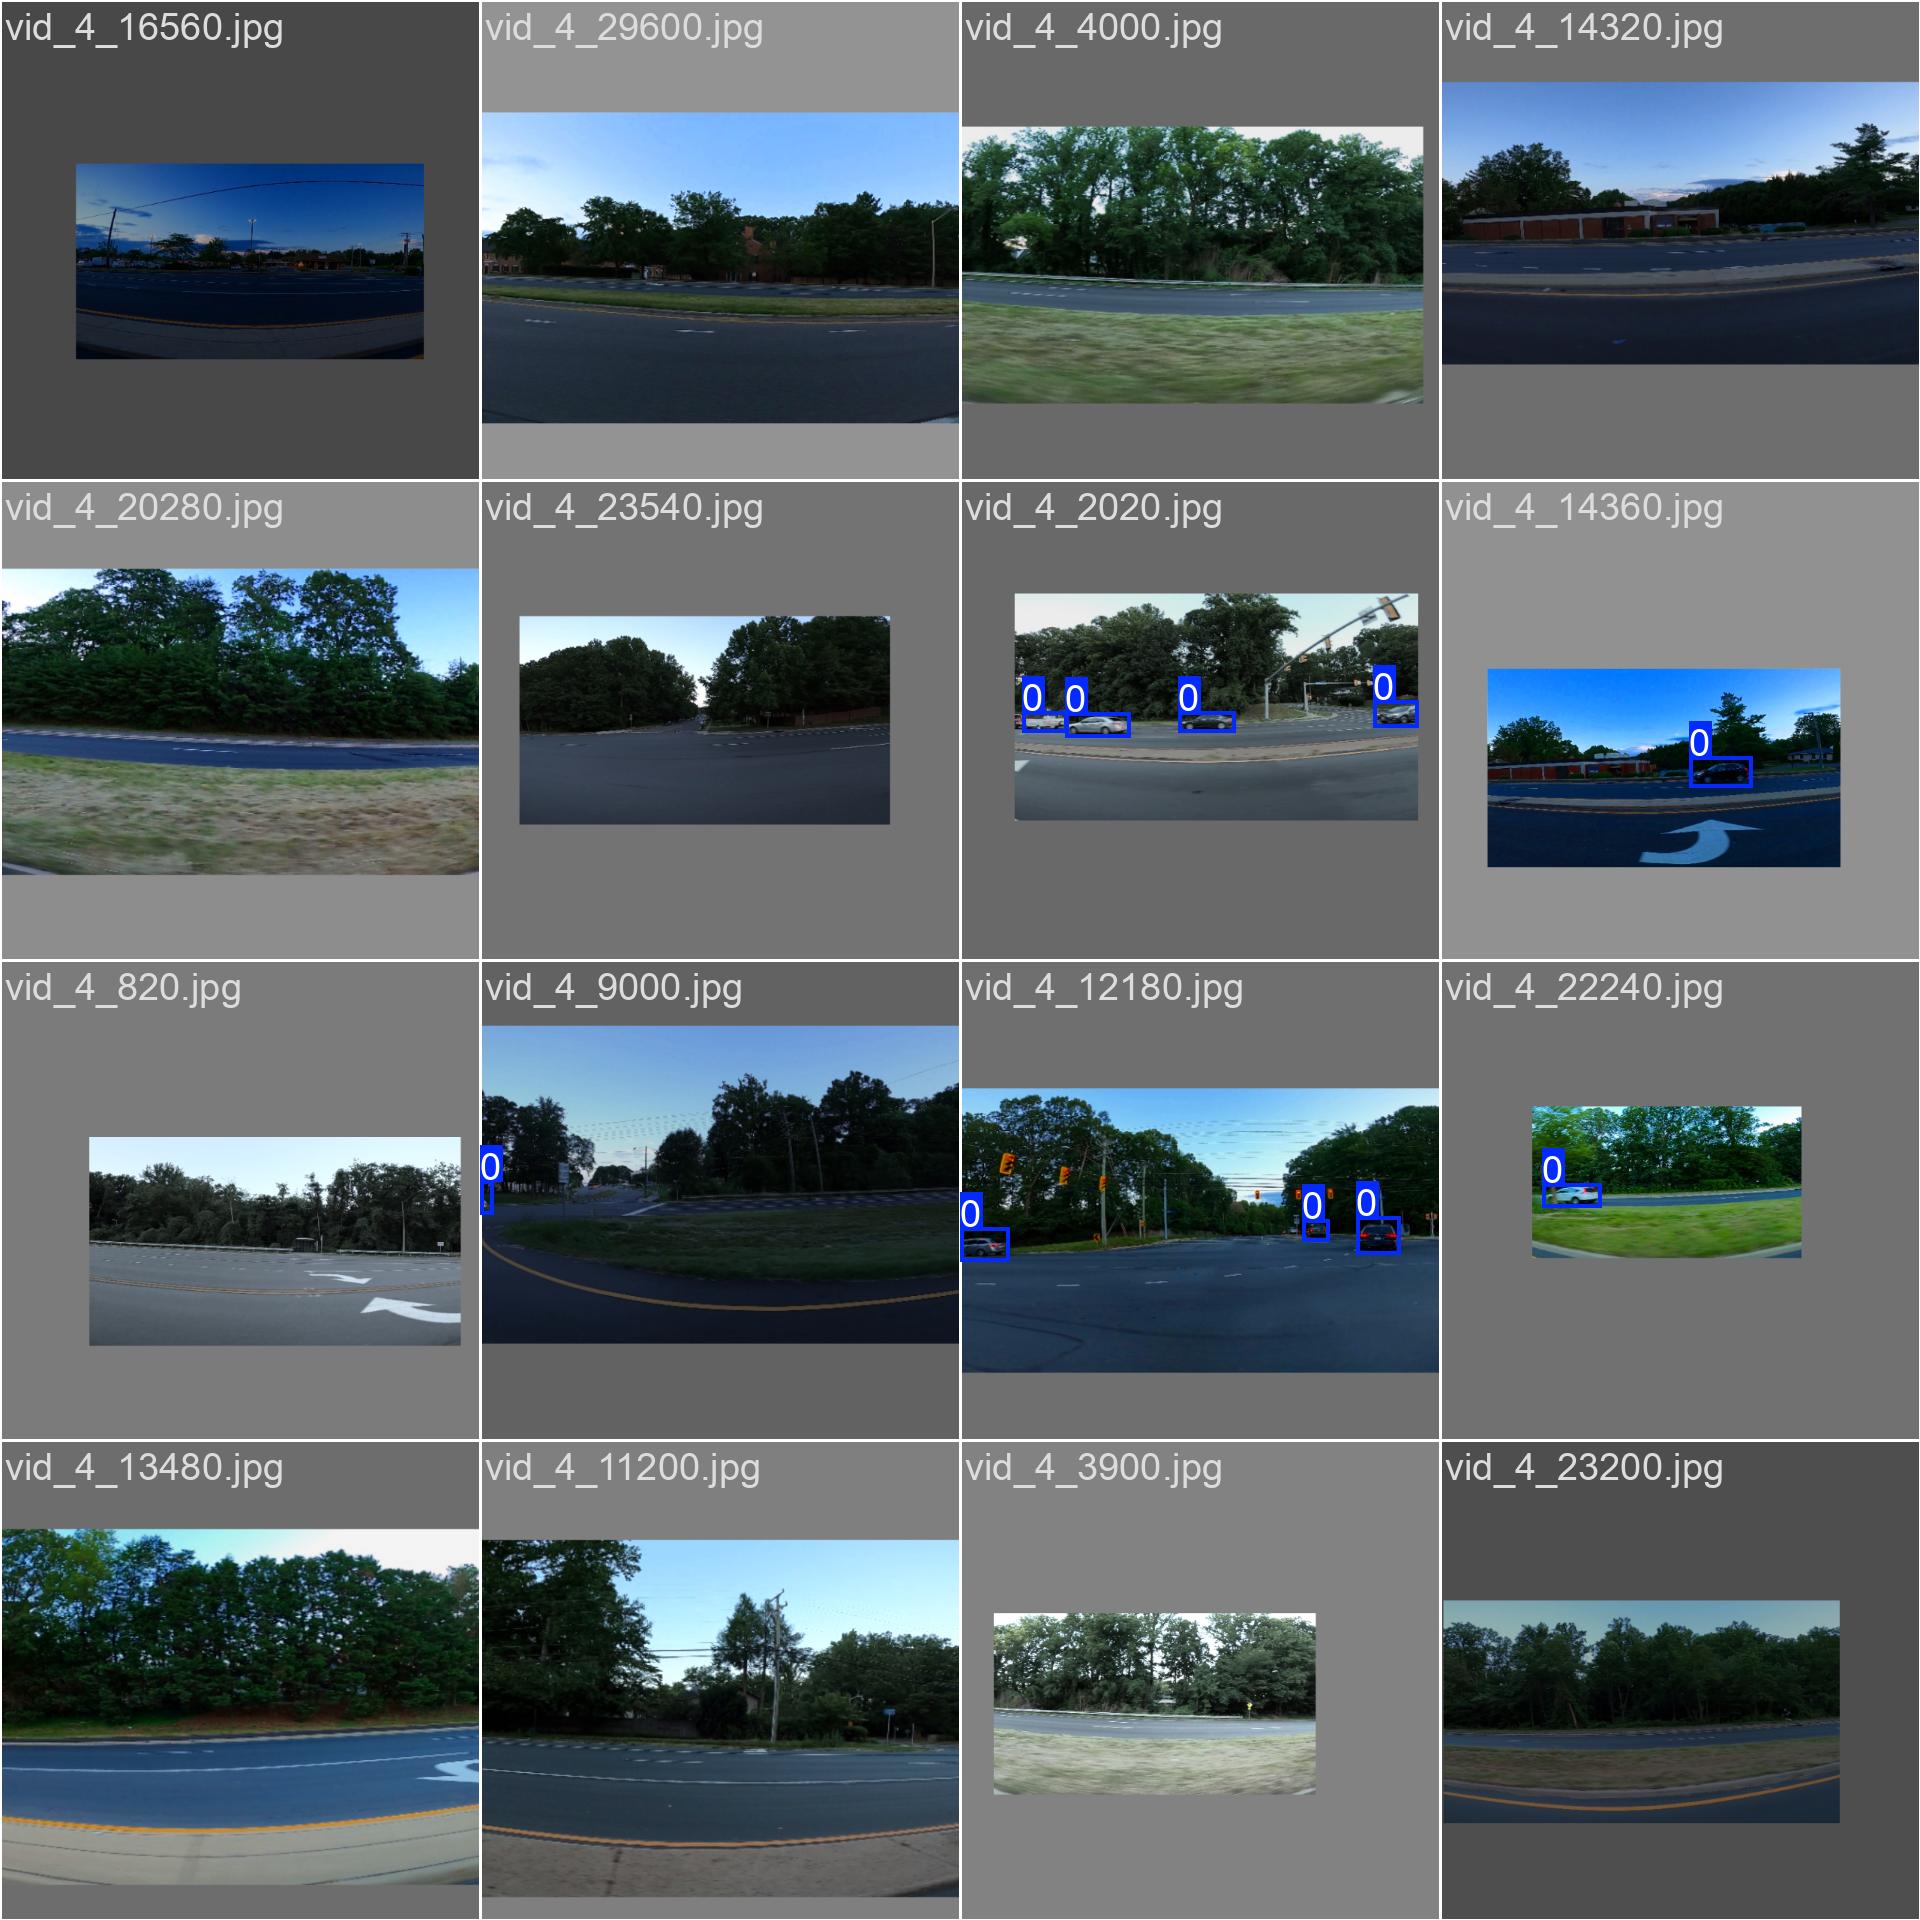 vid_4_16560.jpg
vid_4_29600.jpg
vid_4_4000.jpg
vid_4_14320.jpg
vid_4_20280.jpg
vid_4_23540.jpg
vid_4_2020.jpg
vid_4_14360.jpg
0
0
0
0
0
vid_4_820.jpg
vid_4_9000.jpg
vid_4_12180.jpg
vid_4_22240.jpg
0
0
0
0
0
vid_4_13480.jpg
vid_4_11200.jpg
vid_4_3900.jpg
vid_4_23200.jpg